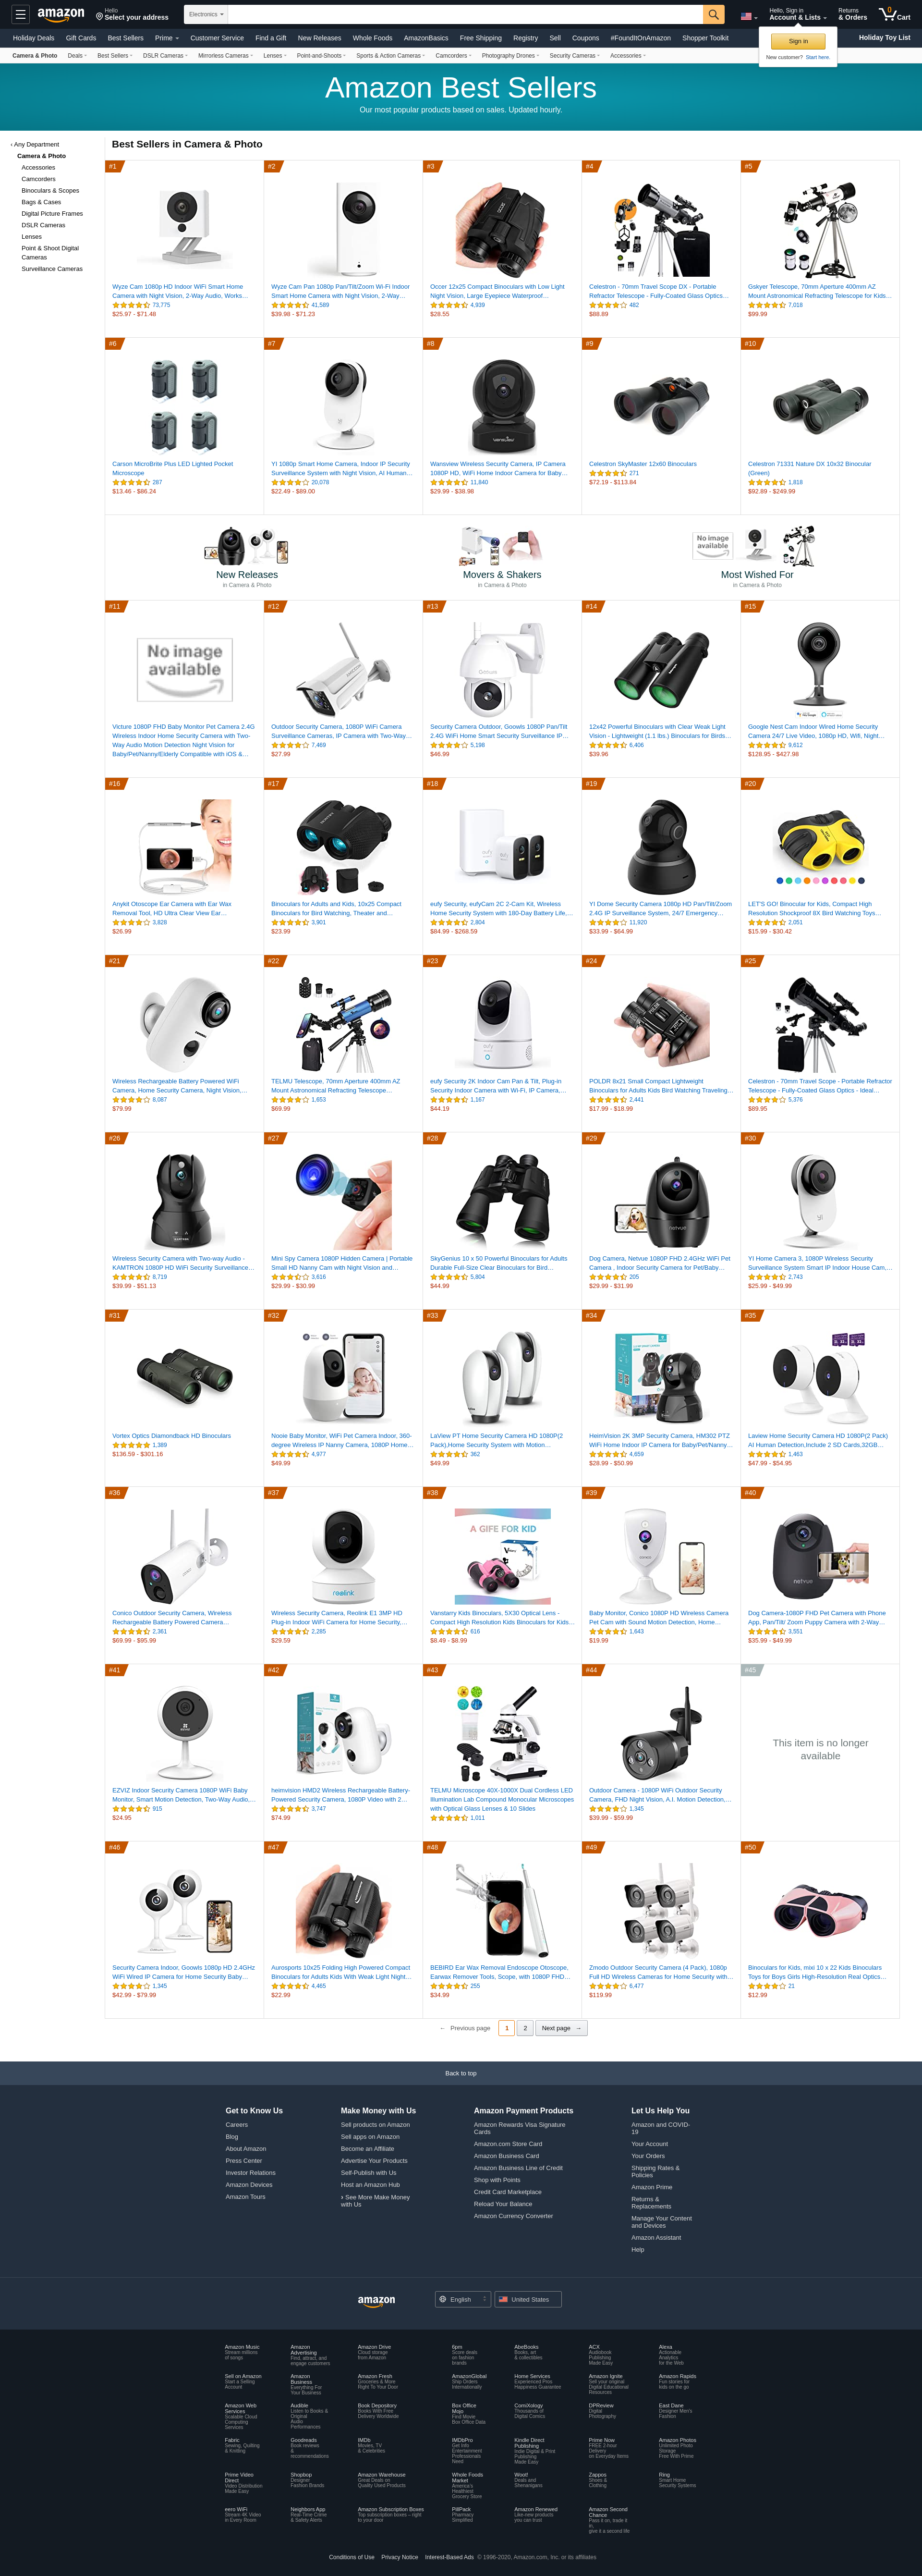 Hello
Select your address
amazon
Electronics
Hello, Sign in
Account & Lists
Returns
& Orders
0
Cart
Holiday Deals
Gift Cards
Best Sellers
Prime
Customer Service
Find a Gift
New Releases
Whole Foods
AmazonBasics
Free Shipping
Registry
Sell
Coupons
#FoundItOnAmazon
Shopper Toolkit
Holiday Toy List
Sign in
New customer? Start here.
Camera & Photo
Deals
Best Sellers
DSLR Cameras
Mirrorless Cameras
Lenses
Point-and-Shoots
Sports & Action Cameras
Camcorders
Photography Drones
Security Cameras
Accessories
Amazon Best Sellers
Our most popular products based on sales. Updated hourly.
‹ Any Department
Camera & Photo
Accessories
Camcorders
Binoculars & Scopes
Bags & Cases
Digital Picture Frames
DSLR Cameras
Lenses
Point & Shoot Digital
Cameras
Surveillance Cameras
Best Sellers in Camera & Photo
#1
Wyze Cam 1080p HD Indoor WiFi Smart Home
Camera with Night Vision, 2-Way Audio, Works…
73,775
$25.97 - $71.48
#2
Wyze Cam Pan 1080p Pan/Tilt/Zoom Wi-Fi Indoor
Smart Home Camera with Night Vision, 2-Way…
41,589
$39.98 - $71.23
#3
Occer 12x25 Compact Binoculars with Low Light
Night Vision, Large Eyepiece Waterproof…
4,939
$28.55
#4
Celestron - 70mm Travel Scope DX - Portable
Refractor Telescope - Fully-Coated Glass Optics…
482
$88.89
#5
Gskyer Telescope, 70mm Aperture 400mm AZ
Mount Astronomical Refracting Telescope for Kids…
7,018
$99.99
#6
Carson MicroBrite Plus LED Lighted Pocket
Microscope
287
$13.46 - $86.24
#7
YI 1080p Smart Home Camera, Indoor IP Security
Surveillance System with Night Vision, AI Human…
20,078
$22.49 - $89.00
#8
Wansview Wireless Security Camera, IP Camera
1080P HD, WiFi Home Indoor Camera for Baby…
11,840
$29.99 - $38.98
#9
Celestron SkyMaster 12x60 Binoculars
271
$72.19 - $113.84
#10
Celestron 71331 Nature DX 10x32 Binocular
(Green)
1,818
$92.89 - $249.99
New Releases
in Camera & Photo
Movers & Shakers
in Camera & Photo
No image
available
Most Wished For
in Camera & Photo
#11
No image
available
Victure 1080P FHD Baby Monitor Pet Camera 2.4G
Wireless Indoor Home Security Camera with Two-
Way Audio Motion Detection Night Vision for
Baby/Pet/Nanny/Elderly Compatible with iOS &…
#12
Outdoor Security Camera, 1080P WiFi Camera
Surveillance Cameras, IP Camera with Two-Way…
7,469
$27.99
#13
Security Camera Outdoor, Goowls 1080P Pan/Tilt
2.4G WiFi Home Smart Security Surveillance IP…
5,198
$46.99
#14
12x42 Powerful Binoculars with Clear Weak Light
Vision - Lightweight (1.1 lbs.) Binoculars for Birds…
6,406
$39.96
#15
Google Nest Cam Indoor Wired Home Security
Camera 24/7 Live Video, 1080p HD, Wifi, Night…
9,612
$128.95 - $427.98
#16
Anykit Otoscope Ear Camera with Ear Wax
Removal Tool, HD Ultra Clear View Ear…
3,828
$26.99
#17
Binoculars for Adults and Kids, 10x25 Compact
Binoculars for Bird Watching, Theater and…
3,901
$23.99
#18
eufy Security, eufyCam 2C 2-Cam Kit, Wireless
Home Security System with 180-Day Battery Life,…
2,804
$84.99 - $268.59
#19
YI Dome Security Camera 1080p HD Pan/Tilt/Zoom
2.4G IP Surveillance System, 24/7 Emergency…
11,920
$33.99 - $64.99
#20
LET'S GO! Binocular for Kids, Compact High
Resolution Shockproof 8X Bird Watching Toys…
2,051
$15.99 - $30.42
#21
Wireless Rechargeable Battery Powered WiFi
Camera, Home Security Camera, Night Vision,…
8,087
$79.99
#22
TELMU Telescope, 70mm Aperture 400mm AZ
Mount Astronomical Refracting Telescope…
1,653
$69.99
#23
eufy
eufy Security 2K Indoor Cam Pan & Tilt, Plug-in
Security Indoor Camera with Wi-Fi, IP Camera,…
1,167
$44.19
#24
POLDR 8x21 Small Compact Lightweight
Binoculars for Adults Kids Bird Watching Traveling…
2,441
$17.99 - $18.99
#25
Celestron - 70mm Travel Scope - Portable Refractor
Telescope - Fully-Coated Glass Optics - Ideal…
5,376
$89.95
#26
Wireless Security Camera with Two-way Audio -
KAMTRON 1080P HD WiFi Security Surveillance…
8,719
$39.99 - $51.13
#27
Mini Spy Camera 1080P Hidden Camera | Portable
Small HD Nanny Cam with Night Vision and…
3,616
$29.99 - $30.99
#28
SkyGenius 10 x 50 Powerful Binoculars for Adults
Durable Full-Size Clear Binoculars for Bird…
5,804
$44.99
#29
netvue
Dog Camera, Netvue 1080P FHD 2.4GHz WiFi Pet
Camera , Indoor Security Camera for Pet/Baby…
205
$29.99 - $31.99
#30
YI Home Camera 3, 1080P Wireless Security
Surveillance System Smart IP Indoor House Cam,…
2,743
$25.99 - $49.99
#31
Vortex Optics Diamondback HD Binoculars
1,389
$136.59 - $301.16
#32
Nooie Baby Monitor, WiFi Pet Camera Indoor, 360-
degree Wireless IP Nanny Camera, 1080P Home…
4,977
$49.99
#33
LaView PT Home Security Camera HD 1080P(2
Pack),Home Security System with Motion…
362
$49.99
#34
HeimVision 2K 3MP Security Camera, HM302 PTZ
WiFi Home Indoor IP Camera for Baby/Pet/Nanny…
4,659
$28.99 - $50.99
#35
Laview Home Security Camera HD 1080P(2 Pack)
AI Human Detection,Include 2 SD Cards,32GB…
1,463
$47.99 - $54.95
#36
Conico Outdoor Security Camera, Wireless
Rechargeable Battery Powered Camera…
2,361
$69.99 - $95.99
#37
reolink
Wireless Security Camera, Reolink E1 3MP HD
Plug-in Indoor WiFi Camera for Home Security,…
2,285
$29.59
#38
A GIFE FOR KID
Vanstarry Kids Binoculars, 5X30 Optical Lens -
Compact High Resolution Kids Binoculars for Kids…
616
$8.49 - $8.99
#39
Baby Monitor, Conico 1080P HD Wireless Camera
Pet Cam with Sound Motion Detection, Home…
1,643
$19.99
#40
netvue
Dog Camera-1080P FHD Pet Camera with Phone
App, Pan/Tilt/ Zoom Puppy Camera with 2-Way…
3,551
$35.99 - $49.99
#41
EZVIZ Indoor Security Camera 1080P WiFi Baby
Monitor, Smart Motion Detection, Two-Way Audio,…
915
$24.95
#42
heimvision HMD2 Wireless Rechargeable Battery-
Powered Security Camera, 1080P Video with 2…
3,747
$74.99
#43
TELMU Microscope 40X-1000X Dual Cordless LED
Illumination Lab Compound Monocular Microscopes
with Optical Glass Lenses & 10 Slides
1,011
#44
Outdoor Camera - 1080P WiFi Outdoor Security
Camera, FHD Night Vision, A.I. Motion Detection,…
1,345
$39.99 - $59.99
#45
This item is no longer
available
#46
Security Camera Indoor, Goowls 1080p HD 2.4GHz
WiFi Wired IP Camera for Home Security Baby…
1,345
$42.99 - $79.99
#47
Aurosports 10x25 Folding High Powered Compact
Binoculars for Adults Kids With Weak Light Night…
4,465
$22.99
#48
BEBIRD Ear Wax Removal Endoscope Otoscope,
Earwax Remover Tools, Scope, with 1080P FHD…
255
$34.99
#49
Zmodo Outdoor Security Camera (4 Pack), 1080p
Full HD Wireless Cameras for Home Security with…
6,477
$119.99
#50
Binoculars for Kids, mixi 10 x 22 Kids Binoculars
Toys for Boys Girls High-Resolution Real Optics…
21
$12.99
← Previous page
1
2
Next page →
Back to top
Get to Know Us
Careers
Blog
About Amazon
Press Center
Investor Relations
Amazon Devices
Amazon Tours
Make Money with Us
Sell products on Amazon
Sell apps on Amazon
Become an Affiliate
Advertise Your Products
Self-Publish with Us
Host an Amazon Hub
› See More Make Money
with Us
Amazon Payment Products
Amazon Rewards Visa Signature
Cards
Amazon.com Store Card
Amazon Business Card
Amazon Business Line of Credit
Shop with Points
Credit Card Marketplace
Reload Your Balance
Amazon Currency Converter
Let Us Help You
Amazon and COVID-
19
Your Account
Your Orders
Shipping Rates &
Policies
Amazon Prime
Returns &
Replacements
Manage Your Content
and Devices
Amazon Assistant
Help
amazon
English
United States
Amazon Music
Stream millions
of songs
Amazon
Advertising
Find, attract, and
engage customers
Amazon Drive
Cloud storage
from Amazon
6pm
Score deals
on fashion
brands
AbeBooks
Books, art
& collectibles
ACX
Audiobook
Publishing
Made Easy
Alexa
Actionable
Analytics
for the Web
Sell on Amazon
Start a Selling
Account
Amazon
Business
Everything For
Your Business
Amazon Fresh
Groceries & More
Right To Your Door
AmazonGlobal
Ship Orders
Internationally
Home Services
Experienced Pros
Happiness Guarantee
Amazon Ignite
Sell your original
Digital Educational
Resources
Amazon Rapids
Fun stories for
kids on the go
Amazon Web
Services
Scalable Cloud
Computing
Services
Audible
Listen to Books &
Original
Audio
Performances
Book Depository
Books With Free
Delivery Worldwide
Box Office
Mojo
Find Movie
Box Office Data
ComiXology
Thousands of
Digital Comics
DPReview
Digital
Photography
East Dane
Designer Men's
Fashion
Fabric
Sewing, Quilting
& Knitting
Goodreads
Book reviews
&
recommendations
IMDb
Movies, TV
& Celebrities
IMDbPro
Get Info
Entertainment
Professionals
Need
Kindle Direct
Publishing
Indie Digital & Print
Publishing
Made Easy
Prime Now
FREE 2-hour
Delivery
on Everyday Items
Amazon Photos
Unlimited Photo
Storage
Free With Prime
Prime Video
Direct
Video Distribution
Made Easy
Shopbop
Designer
Fashion Brands
Amazon Warehouse
Great Deals on
Quality Used Products
Whole Foods
Market
America's
Healthiest
Grocery Store
Woot!
Deals and
Shenanigans
Zappos
Shoes &
Clothing
Ring
Smart Home
Security Systems
eero WiFi
Stream 4K Video
in Every Room
Neighbors App
Real-Time Crime
& Safety Alerts
Amazon Subscription Boxes
Top subscription boxes – right
to your door
PillPack
Pharmacy
Simplified
Amazon Renewed
Like-new products
you can trust
Amazon Second
Chance
Pass it on, trade it
in,
give it a second life
Conditions of Use
Privacy Notice
Interest-Based Ads
© 1996-2020, Amazon.com, Inc. or its affiliates